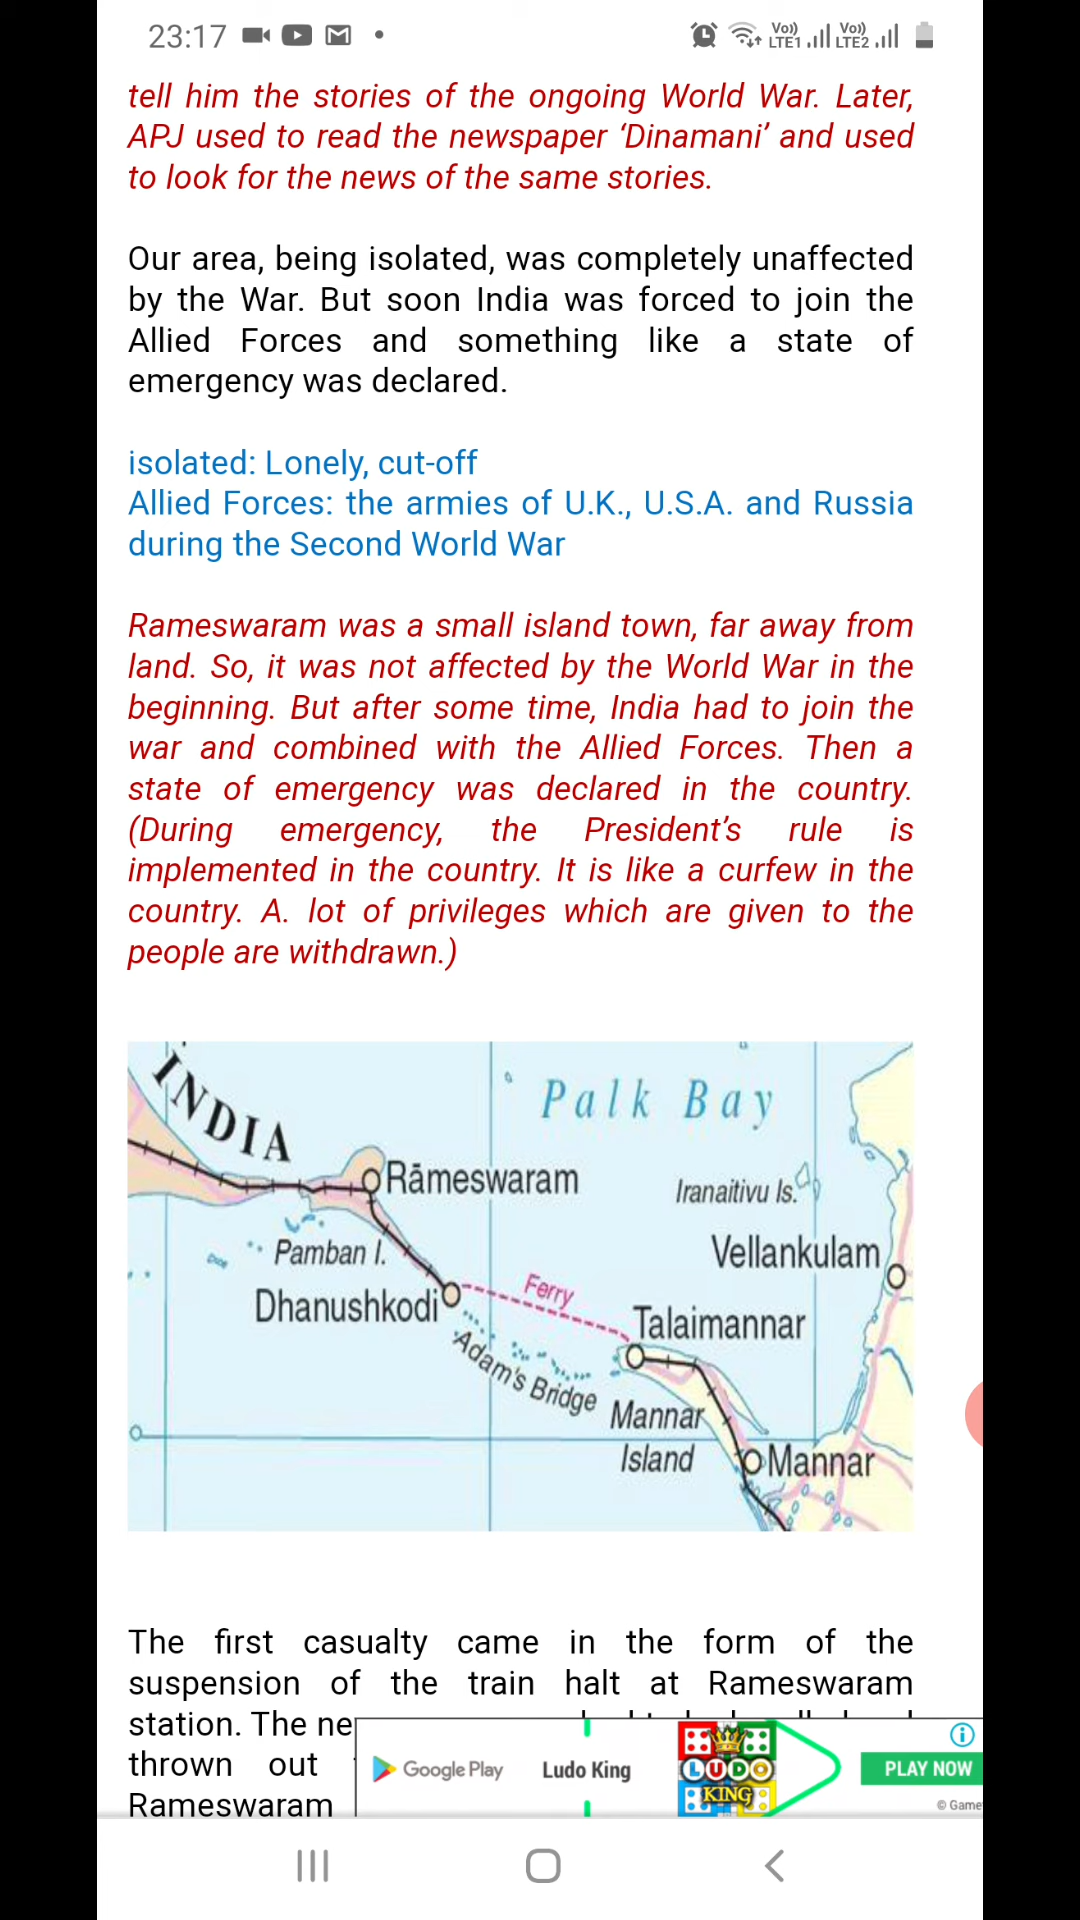 23:17
Vo)) LTE1 Vo)) LTE2
tell him the stories of the ongoing World War. Later,
APJ used to read the newspaper ‘Dinamani’ and used
to look for the news of the same stories.
Our area, being isolated, was completely unaffected
by the War. But soon India was forced to join the
Allied Forces and something like a state of
emergency was declared.
isolated: Lonely, cut-off
Allied Forces: the armies of U.K., U.S.A. and Russia
during the Second World War
Rameswaram was a small island town, far away from
land. So, it was not affected by the World War in the
beginning. But after some time, India had to join the
war and combined with the Allied Forces. Then a
state of emergency was declared in the country.
(During emergency, the President’s rule is
implemented in the country. It is like a curfew in the
country. A. lot of privileges which are given to the
people are withdrawn.)
INDIA
Palk Bay
Rāmeswaram
Iranaitivu Is.
Pamban I.
Vellankulam
Dhanushkodi
Ferry
Talaimannar
Adam's Bridge
Mannar
Island
Mannar
The first casualty came in the form of the
suspension of the train halt at Rameswaram
station. The ne
thrown out
Rameswaram
Google Play
Ludo King
LUDO
KING
PLAY NOW
© Game